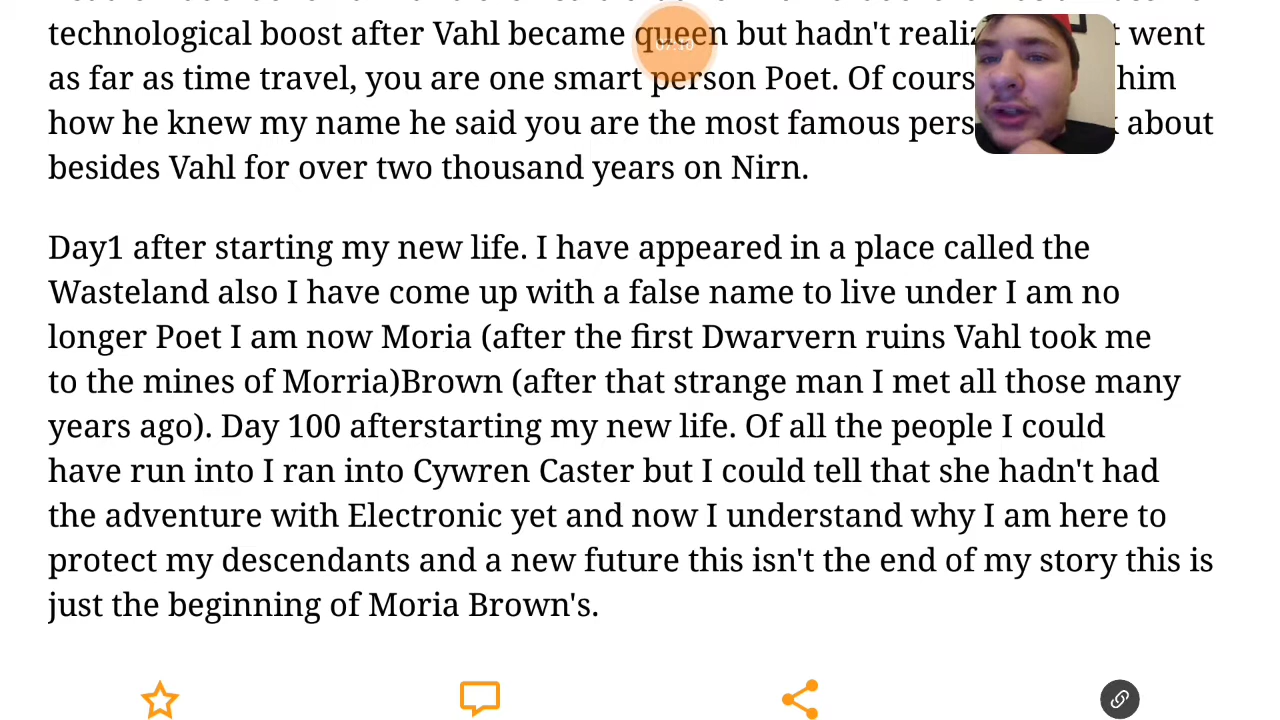 technological boost after Vahl became queen but hadn't went
as far as time travel, you are one smart person Poet. Of him
how he knew my name he said you are the most famous about
besides Vahl for over two thousand years on Nirn.
Day1 after starting my new life. I have appeared in a place called the
Wasteland also I have come up with a false name to live under I am no
longer Poet I am now Moria (after the first Dwarvern ruins Vahl took me
to the mines of Morria)Brown (after that strange man I met all those many
years ago). Day 100 afterstarting my new life. Of all the people I could
have run into I ran into Cywren Caster but I could tell that she hadn't had
the adventure with Electronic yet and now I understand why I am here to
protect my descendants and a new future this isn't the end of my story this is
just the beginning of Moria Brown's.